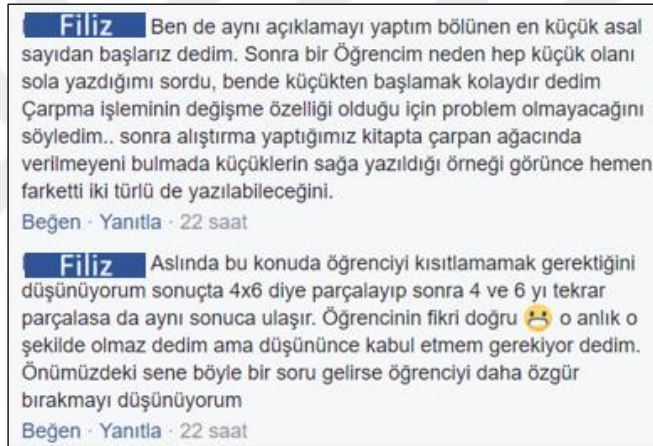 Filiz Ben de aynı açıklamayı yaptım bölünen en küçük asal
sayıdan başlarız dedim. Sonra bir Öğrencim neden hep küçük olanı
sola yazdığımı sordu, bende küçükten başlamak kolaydır dedim
Çarpma işleminin değişme özelliği olduğu için problem olmayacağını
söyledim.. sonra alıştırma yaptığımız kitapta çarpan ağacında
verilmeyeni bulmada küçüklerin sağa yazıldığı örneği görünce hemen
farketti iki türlü de yazılabileceğini.
Beğen · Yanıtla · 22 saat
Filiz Aslında bu konuda öğrenciyi kısıtlamamak gerektiğini
düşünüyorum sonuçta 4x6 diye parçalayıp sonra 4 ve 6 yı tekrar
parçalasa da aynı sonuca ulaşır. Öğrencinin fikri doğru 😬 o anlık o
şekilde olmaz dedim ama düşününce kabul etmem gerekiyor dedim.
Önümüzdeki sene böyle bir soru gelirse öğrenciyi daha özgür
bırakmayı düşünüyorum
Beğen · Yanıtla · 22 saat